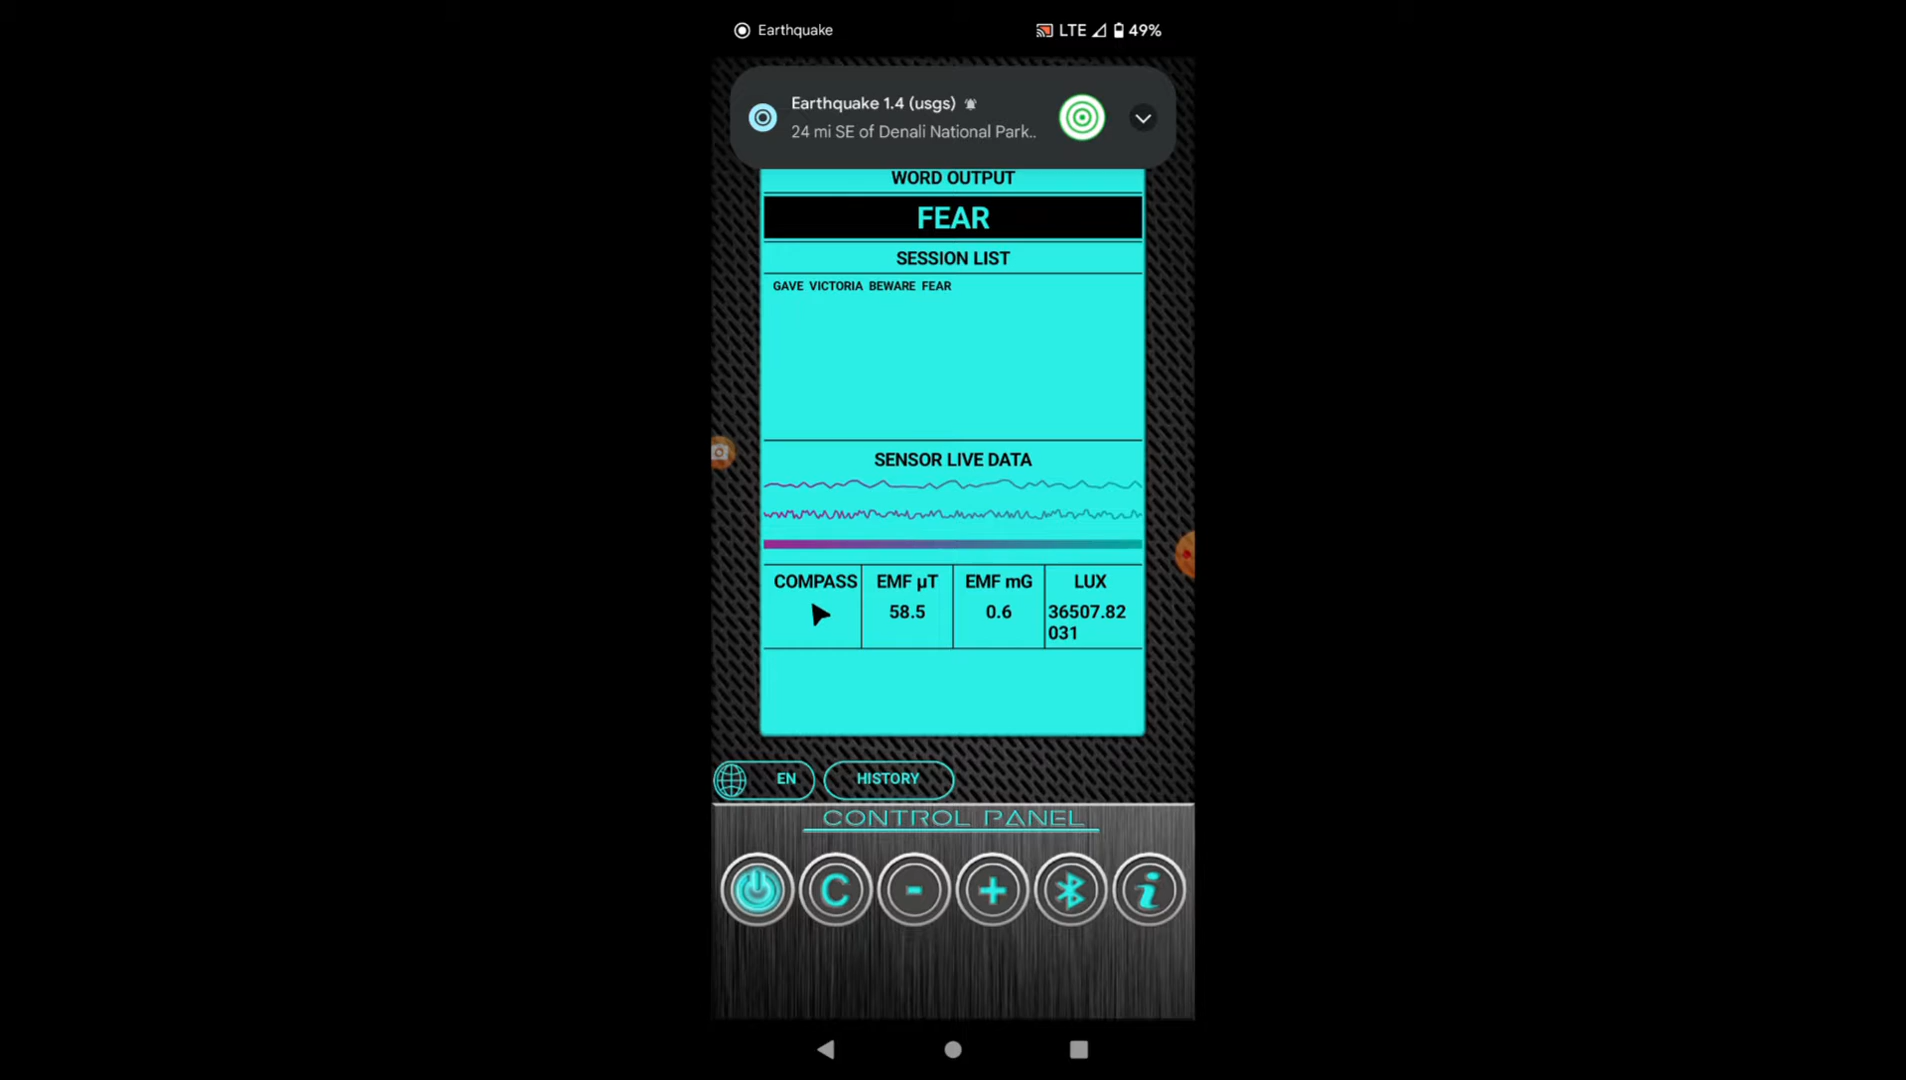 Earthquake
LTE 49%
Earthquake 1.4 (usgs)
24 mi SE of Denali National Park..
WORD OUTPUT
FEAR
SESSION LIST
GAVE VICTORIA BEWARE FEAR
SENSOR LIVE DATA
COMPASS EMF µT EMF mG LUX
58.5 0.6 36507.82
031
EN HISTORY
CONTROL PANEL
C - + i